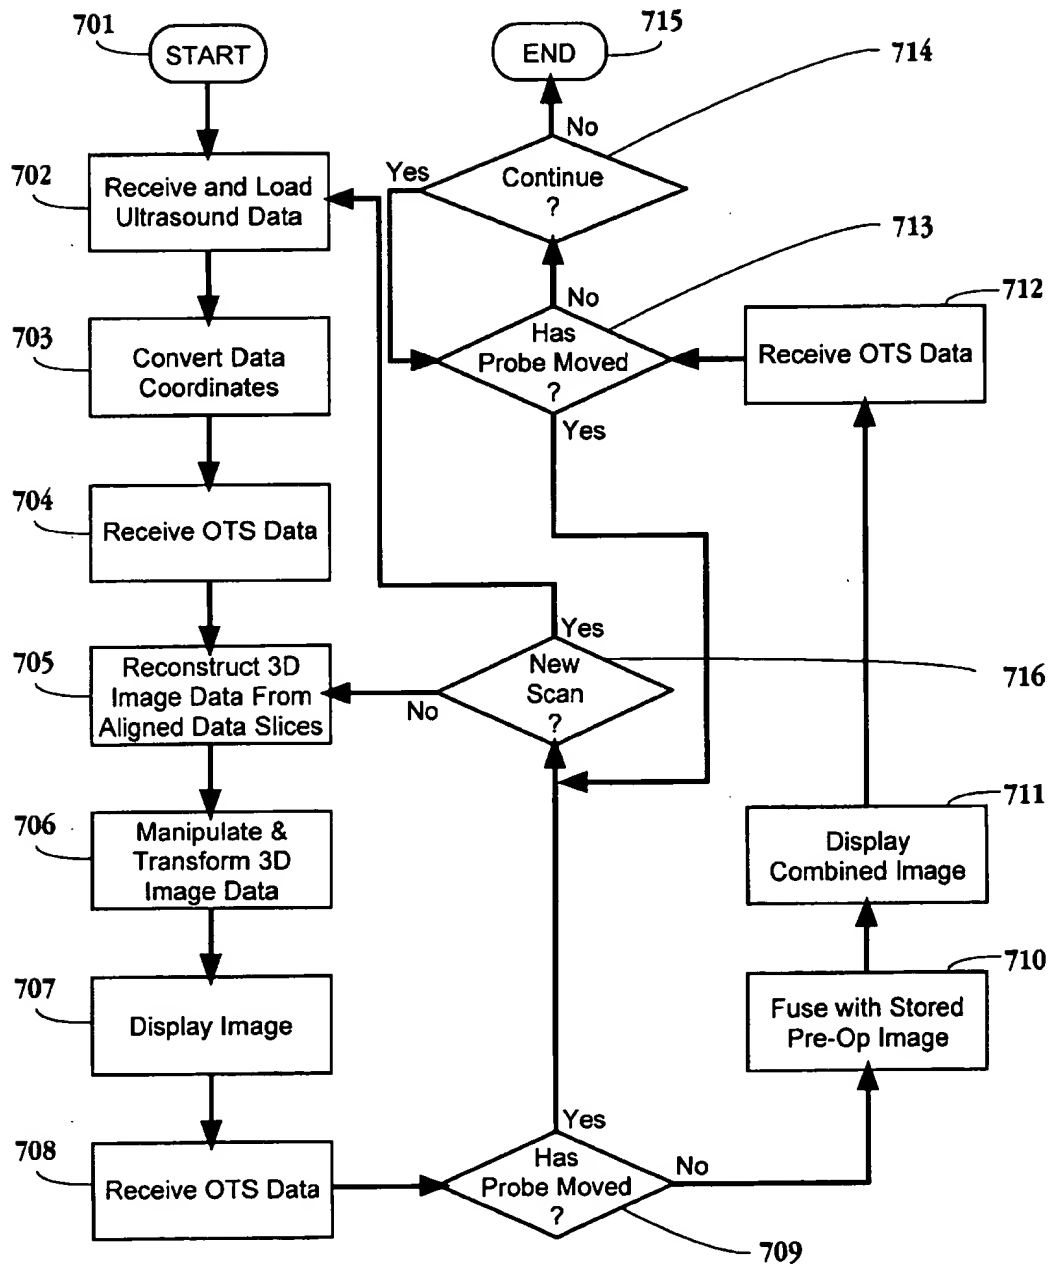 701
START
702
Receive and Load
Ultrasound Data
703
Convert Data
Coordinates
704
Receive OTS Data
705
Reconstruct 3D
Image Data From
Aligned Data Slices
706
Manipulate &
Transform 3D
Image Data
707
Display Image
708
Receive OTS Data
715
END
714
No
Yes
Continue
?
713
No
Has
Probe Moved
?
Yes
712
Receive OTS Data
Yes
New
Scan
?
No
716
711
Display
Combined Image
710
Fuse with Stored
Pre-Op Image
Yes
Has
Probe Moved
?
No
709